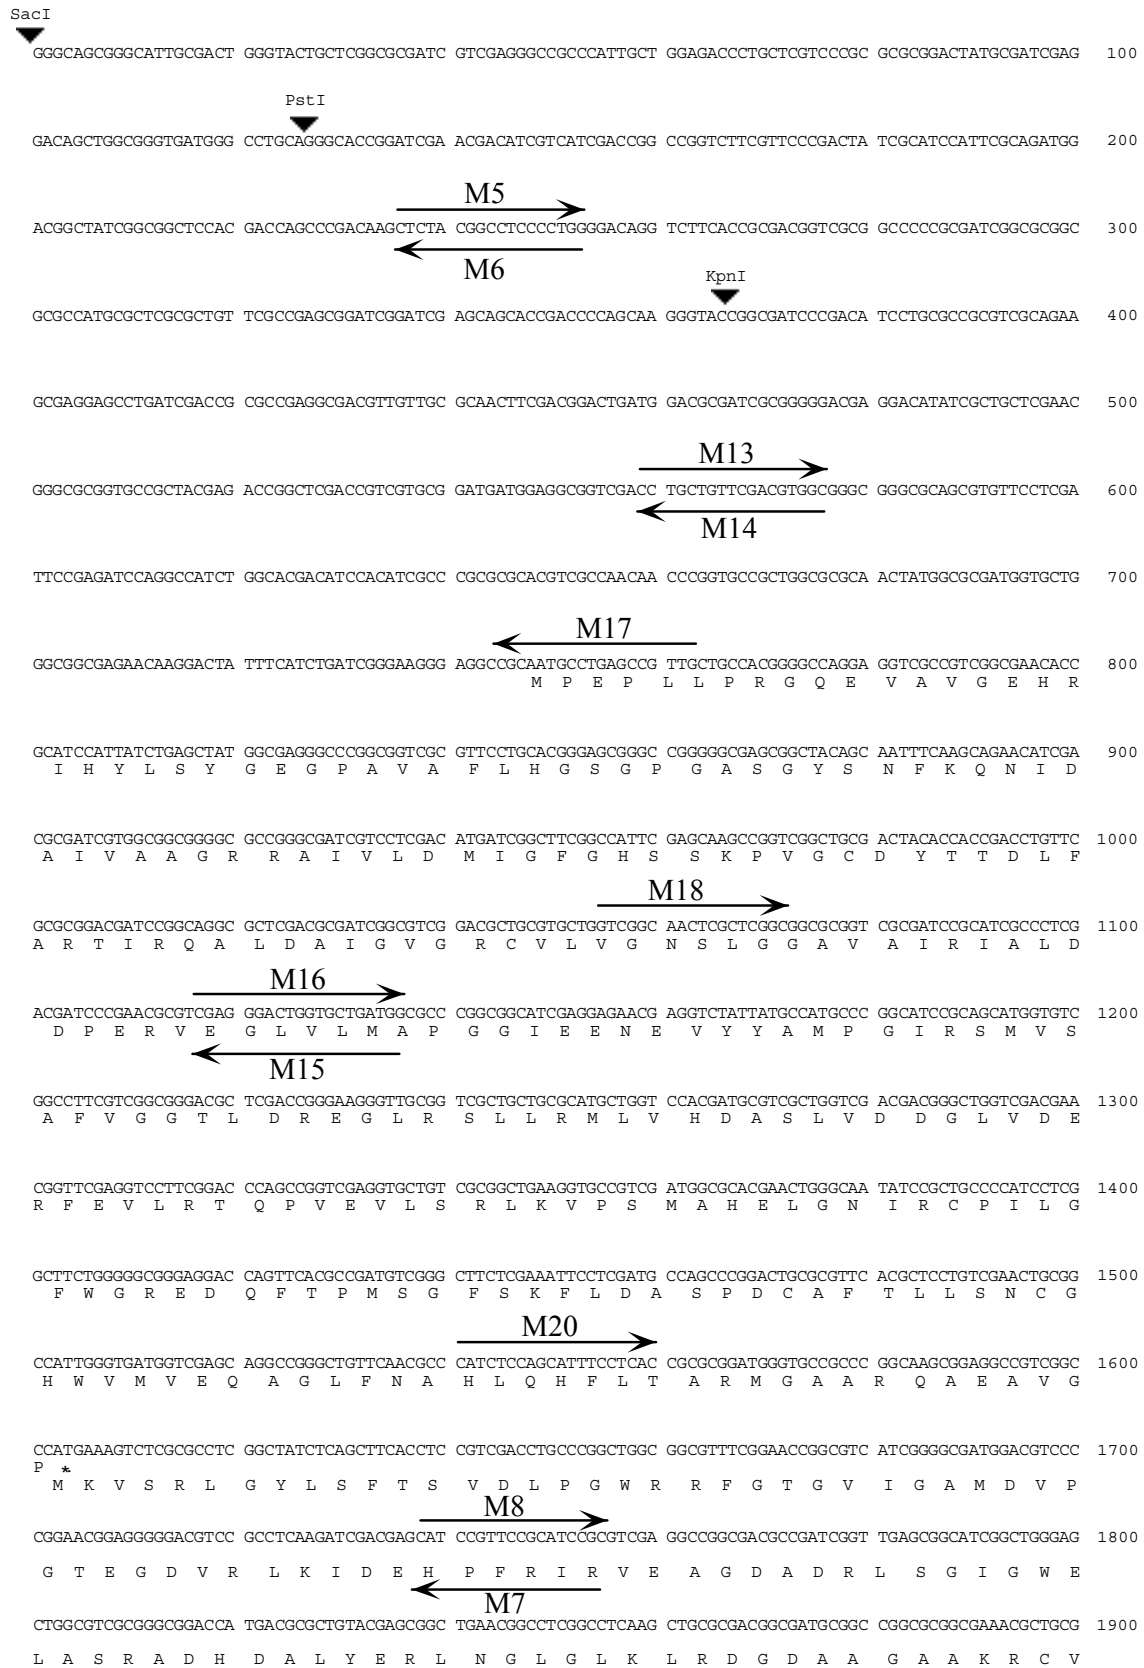 SacI
GGGCAGCGGGCATTGCGACT GGGTACTGCTCGGCGCGATC GTCGAGGGCCGCCCATTGCT GGAGACCCTGCTCGTCCCGC GCGCGGACTATGCGATCGAG 100
PstI
GACAGCTGGCGGGTGATGGG CCTGCAGGGCACCGGATCGA ACGACATCGTCATCGACCGG CCGGTCTTCGTTCCCGACTA TCGCATCCATTCGCAGATGG 200
M5
ACGGCTATCGGCGGCTCCAC GACCAGCCCGACAAGCTCTA CGGCCTCCCCTGGGGACAGG TCTTCACCGCGACGGTCGCG GCCCCCGCGATCGGCGCGGC 300
M6
KpnI
GCGCCATGCGCTCGCGCTGT TCGCCGAGCGGATCGGATCG AGCAGCACCGACCCCAGCAA GGGTACCGGCGATCCCGACA TCCTGCGCCGCGTCGCAGAA 400
GCGAGGAGCCTGATCGACCG CGCCGAGGCGACGTTGTTGC GCAACTTCGACGGACTGATG GACGCGATCGCGGGGGACGA GGACATATCGCTGCTCGAAC 500
M13
GGGCGCGGTGCCGCTACGAG ACCGGCTCGACCGTCGTGCG GATGATGGAGGCGGTCGACC TGCTGTTCGACGTGGCGGGC GGGCGCAGCGTGTTCCTCGA 600
M14
TTCCGAGATCCAGGCCATCT GGCACGACATCCACATCGCC CGCGCGCACGTCGCCAACAA CCCGGTGCCGCTGGCGCGCA ACTATGGCGCGATGGTGCTG 700
M17
GGCGGCGAGAACAAGGACTA TTTCATCTGATCGGGAAGGG AGGCCGCAATGCCTGAGCCG TTGCTGCCACGGGGCCAGGA GGTCGCCGTCGGCGAACACC 800
M P E P L L P R G Q E V A V G E H R
GCATCCATTATCTGAGCTAT GGCGAGGGCCCGGCGGTCGC GTTCCTGCACGGGAGCGGGC CGGGGGCGAGCGGCTACAGC AATTTCAAGCAGAACATCGA 900
I H Y L S Y G E G P A V A F L H G S G P G A S G Y S N F K Q N I D
CGCGATCGTGGCGGCGGGGC GCCGGGCGATCGTCCTCGAC ATGATCGGCTTCGGCCATTC GAGCAAGCCGGTCGGCTGCG ACTACACCACCGACCTGTTC 1000
A I V A A G R R A I V L D M I G F G H S S K P V G C D Y T T D L F
M18
GCGCGGACGATCCGGCAGGC GCTCGACGCGATCGGCGTCG GACGCTGCGTGCTGGTCGGC AACTCGCTCGGCGGCGCGGT CGCGATCCGCATCGCCCTCG 1100
A R T I R Q A L D A I G V G R C V L V G N S L G G A V A I R I A L D
M16
ACGATCCCGAACGCGTCGAG GGACTGGTGCTGATGGCGCC CGGCGGCATCGAGGAGAACG AGGTCTATTATGCCATGCCC GGCATCCGCAGCATGGTGTC 1200
D P E R V E G L V L M A P G G I E E N E V Y Y A M P G I R S M V S
M15
GGCCTTCGTCGGCGGGACGC TCGACCGGGAAGGGTTGCGG TCGCTGCTGCGCATGCTGGT CCACGATGCGTCGCTGGTCG ACGACGGGCTGGTCGACGAA 1300
A F V G G T L D R E G L R S L L R M L V H D A S L V D D G L V D E
CGGTTCGAGGTCCTTCGGAC CCAGCCGGTCGAGGTGCTGT CGCGGCTGAAGGTGCCGTCG ATGGCGCACGAACTGGGCAA TATCCGCTGCCCCATCCTCG 1400
R F E V L R T Q P V E V L S R L K V P S M A H E L G N I R C P I L G
GCTTCTGGGGGCGGGAGGAC CAGTTCACGCCGATGTCGGG CTTCTCGAAATTCCTCGATG CCAGCCCGGACTGCGCGTTC ACGCTCCTGTCGAACTGCGG 1500
F W G R E D Q F T P M S G F S K F L D A S P D C A F T L L S N C G
M20
CCATTGGGTGATGGTCGAGC AGGCCGGGCTGTTCAACGCC CATCTCCAGCATTTCCTCAC CGCGCGGATGGGTGCCGCCC GGCAAGCGGAGGCCGTCGGC 1600
H W V M V E Q A G L F N A H L Q H F L T A R M G A A R Q A E A V G
CCATGAAAGTCTCGCGCCTC GGCTATCTCAGCTTCACCTC CGTCGACCTGCCCGGCTGGC GGCGTTTCGGAACCGGCGTC ATCGGGGCGATGGACGTCCC 1700
P *
M K V S R L G Y L S F T S V D L P G W R R F G T G V I G A M D V P
M8
CGGAACGGAGGGGGACGTCC GCCTCAAGATCGACGAGCAT CCGTTCCGCATCCGCGTCGA GGCCGGCGACGCCGATCGGT TGAGCGGCATCGGCTGGGAG 1800
G T E G D V R L K I D E H P F R I R V E A G D A D R L S G I G W E
M7
CTGGCGTCGCGGGCGGACCA TGACGCGCTGTACGAGCGGC TGAACGGCCTCGGCCTCAAG CTGCGCGACGGCGATGCGGC CGGCGCGGCGAAACGCTGCG 1900
L A S R A D H D A L Y E R L N G L G L K L R D G D A A G A A K R C V